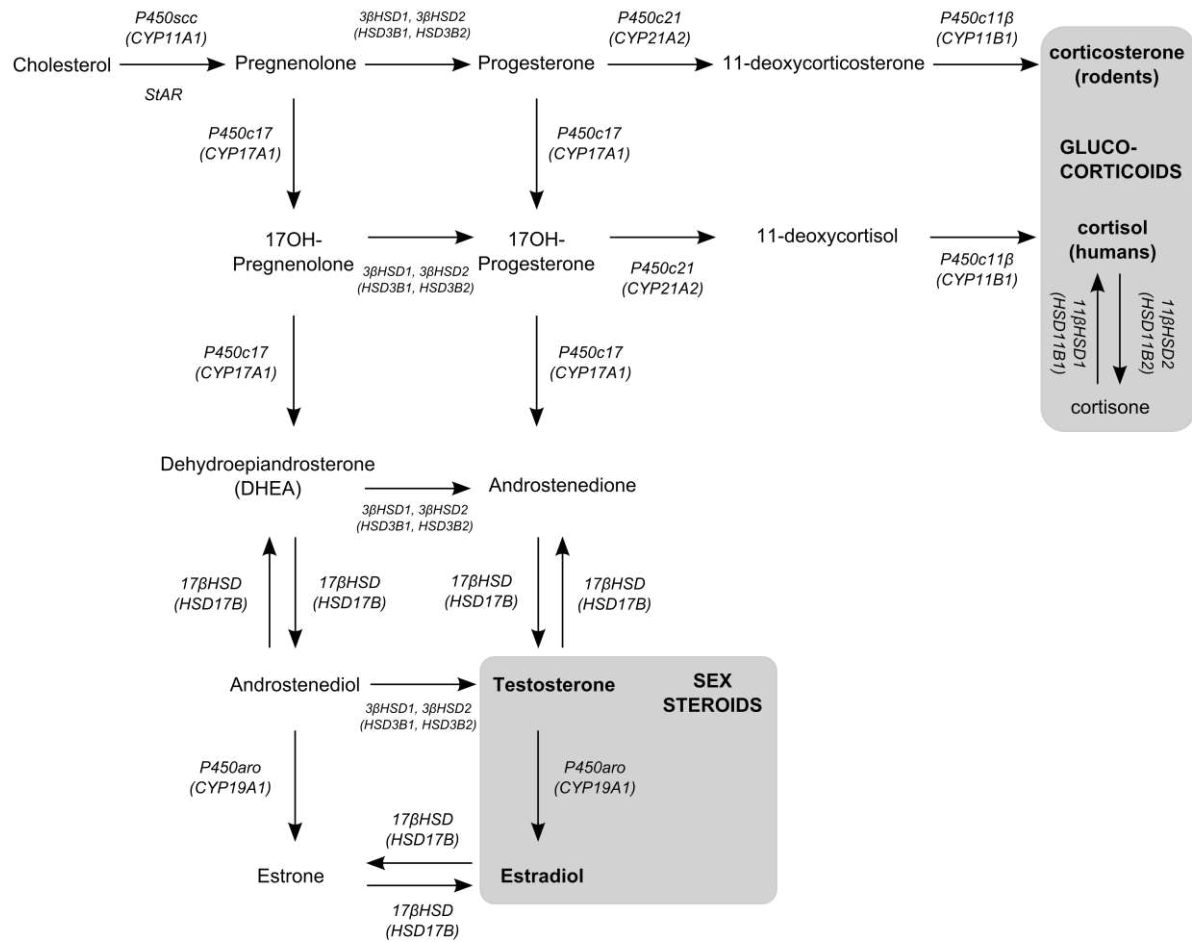 P450scc
(CYP11A1)
3βHSD1, 3βHSD2
(HSD3B1, HSD3B2)
P450c21
(CYP21A2)
P450c11β
(CYP11B1)
Cholesterol
Pregnenolone
Progesterone
11-deoxycorticosterone
corticosterone
(rodents)
StAR
P450c17
(CYP17A1)
P450c17
(CYP17A1)
GLUCO-
CORTICOIDS
17OH-
Pregnenolone
17OH-
Progesterone
11-deoxycortisol
cortisol
(humans)
3βHSD1, 3βHSD2
(HSD3B1, HSD3B2)
P450c21
(CYP21A2)
P450c11β
(CYP11B1)
11βHSD1
(HSD11B1)
11βHSD2
(HSD11B2)
P450c17
(CYP17A1)
P450c17
(CYP17A1)
cortisone
Dehydroepiandrosterone
(DHEA)
Androstenedione
3βHSD1, 3βHSD2
(HSD3B1, HSD3B2)
17βHSD
(HSD17B)
17βHSD
(HSD17B)
17βHSD
(HSD17B)
17βHSD
(HSD17B)
Androstenediol
Testosterone
SEX
STEROIDS
3βHSD1, 3βHSD2
(HSD3B1, HSD3B2)
P450aro
(CYP19A1)
P450aro
(CYP19A1)
17βHSD
(HSD17B)
Estrone
Estradiol
17βHSD
(HSD17B)